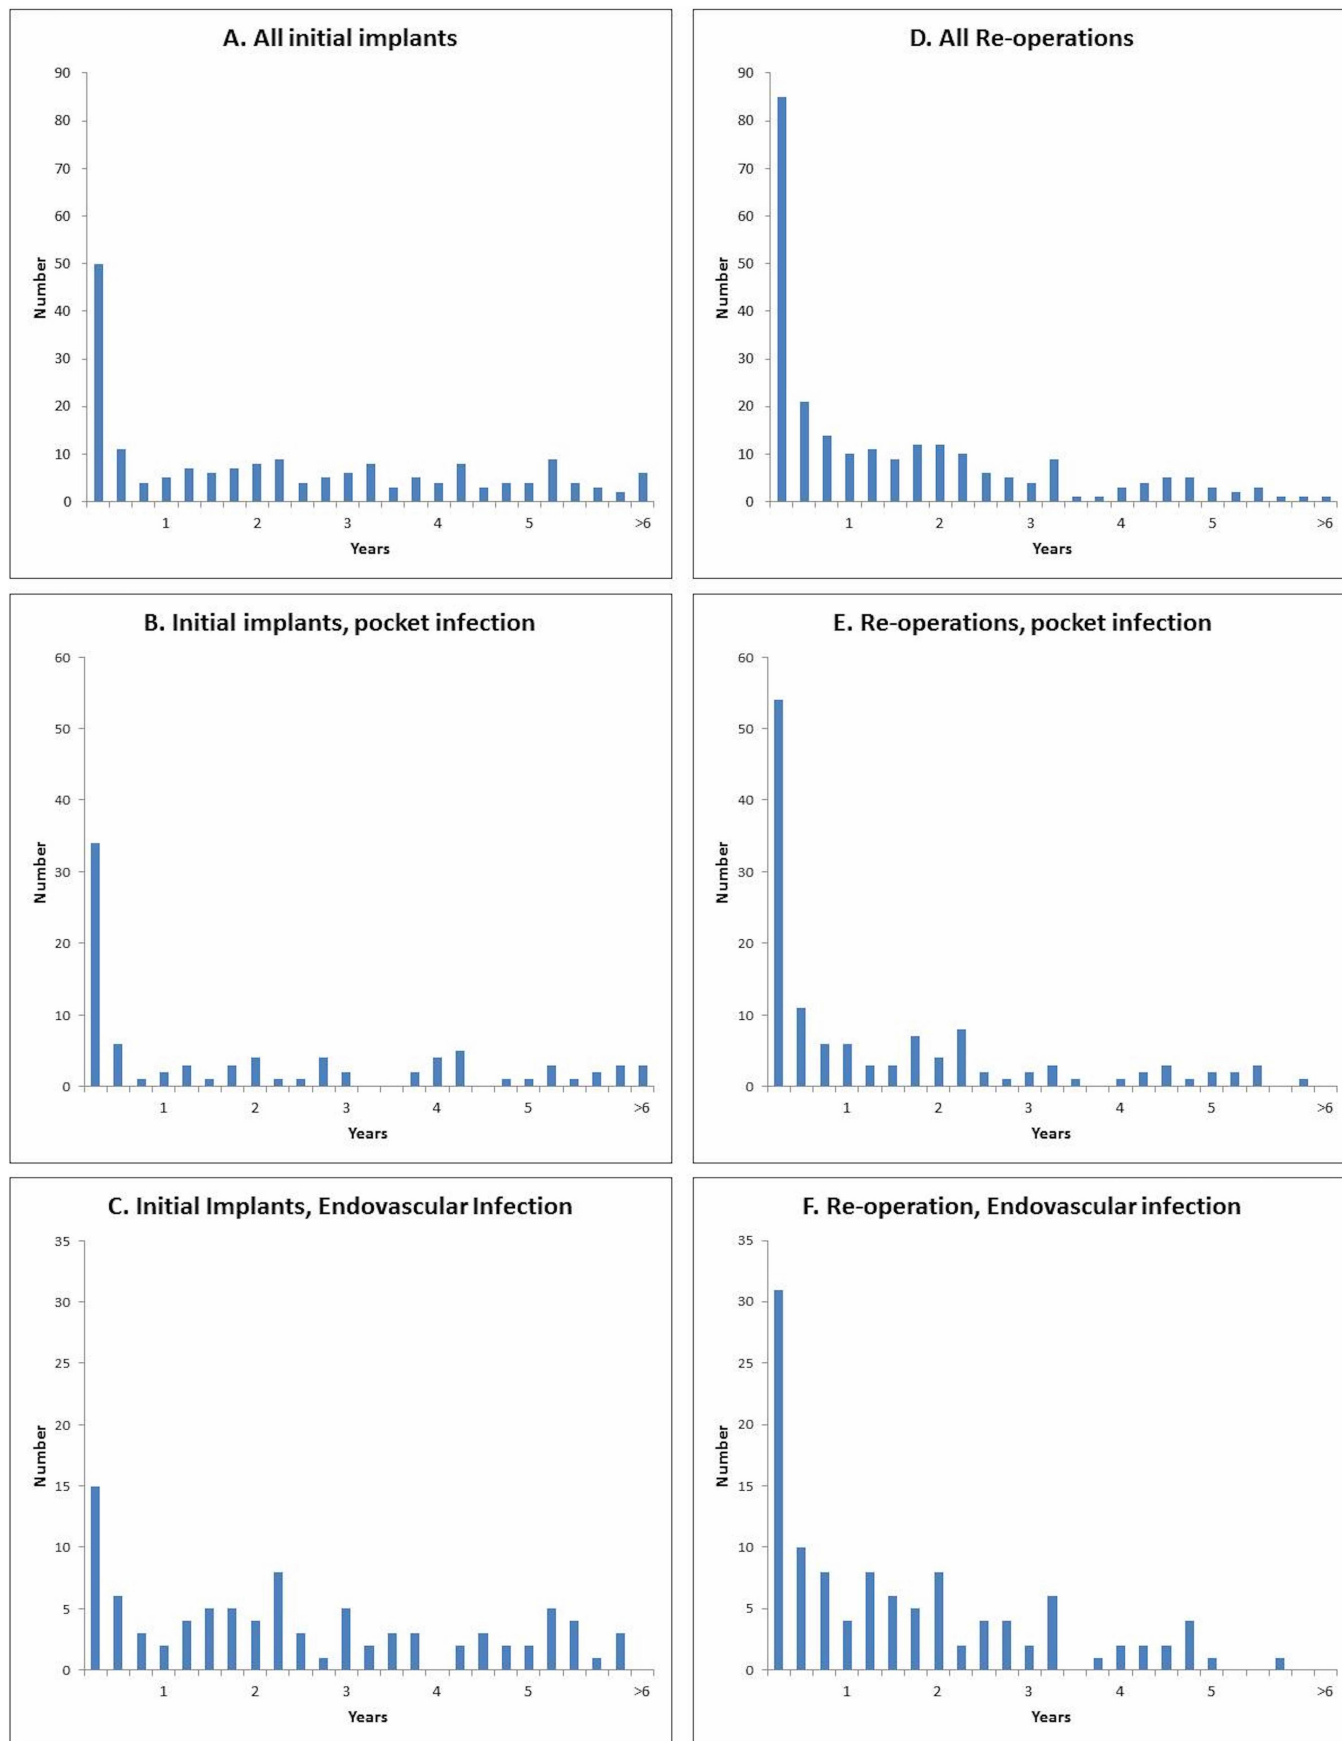 A. All initial implants
90
80
70
60
50
40
30
20
10
0
Number
1 2 3 4 5 >6
Years
D. All Re-operations
90
80
70
60
50
40
30
20
10
0
Number
1 2 3 4 5 >6
Years
B. Initial implants, pocket infection
60
50
40
30
20
10
0
Number
1 2 3 4 5 >6
Years
E. Re-operations, pocket infection
60
50
40
30
20
10
0
Number
1 2 3 4 5 >6
Years
C. Initial Implants, Endovascular Infection
35
30
25
20
15
10
5
0
Number
1 2 3 4 5 >6
Years
F. Re-operation, Endovascular infection
35
30
25
20
15
10
5
0
Number
1 2 3 4 5 >6
Years